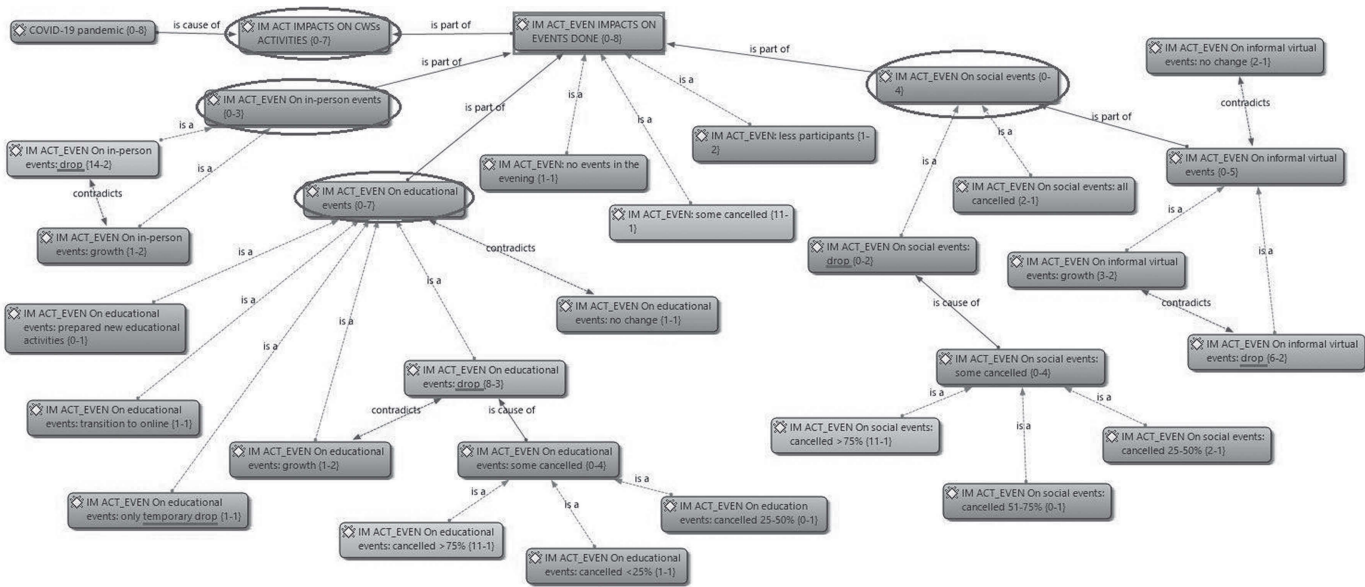 COVID-19 pandemic {0-8}
is cause of
IM ACT IMPACTS ON CWSs
ACTIVITIES {0-7}
is part of
IM ACT_EVEN IMPACTS ON
EVENTS DONE {0-8}
is part of
IM ACT_EVEN On social events {0-
4}
IM ACT_EVEN On informal virtual
events: no change {2-1}
contradicts
is part of
IM ACT_EVEN On informal virtual
events {0-5}
is part of
IM ACT_EVEN On in-person events
{0-3}
is a
IM ACT_EVEN On in-person
events: drop {14-2}
contradicts
is a
IM ACT_EVEN On in-person
events: growth {1-2}
is part of
IM ACT_EVEN On educational
events {0-7}
is a
IM ACT_EVEN: no events in the
evening {1-1}
is a
IM ACT_EVEN: some cancelled {11-
1}
is a
IM ACT_EVEN: less participants {1-
2}
is a
IM ACT_EVEN On social events: all
cancelled {2-1}
is a
IM ACT_EVEN On social events:
drop {0-2}
is a
IM ACT_EVEN On informal virtual
events: growth {3-2}
contradicts
is a
IM ACT_EVEN On informal virtual
events: drop {6-2}
is cause of
IM ACT_EVEN On social events:
some cancelled {0-4}
is a
IM ACT_EVEN On social events:
cancelled >75% {11-1}
is a
IM ACT_EVEN On social events:
cancelled 51-75% {0-1}
is a
IM ACT_EVEN On social events:
cancelled 25-50% {2-1}
is a
IM ACT_EVEN On educational
events: prepared new educational
activities {0-1}
is a
IM ACT_EVEN On educational
events: transition to online {1-1}
is a
IM ACT_EVEN On educational
events: only temporary drop {1-1}
is a
IM ACT_EVEN On educational
events: growth {1-2}
is a
IM ACT_EVEN On educational
events: drop {8-3}
contradicts
IM ACT_EVEN On educational
events: no change {1-1}
contradicts
is cause of
IM ACT_EVEN On educational
events: some cancelled {0-4}
is a
IM ACT_EVEN On educational
events: cancelled >75% {11-1}
is a
IM ACT_EVEN On educational
events: cancelled <25% {1-1}
is a
IM ACT_EVEN On education
events: cancelled 25-50% {0-1}